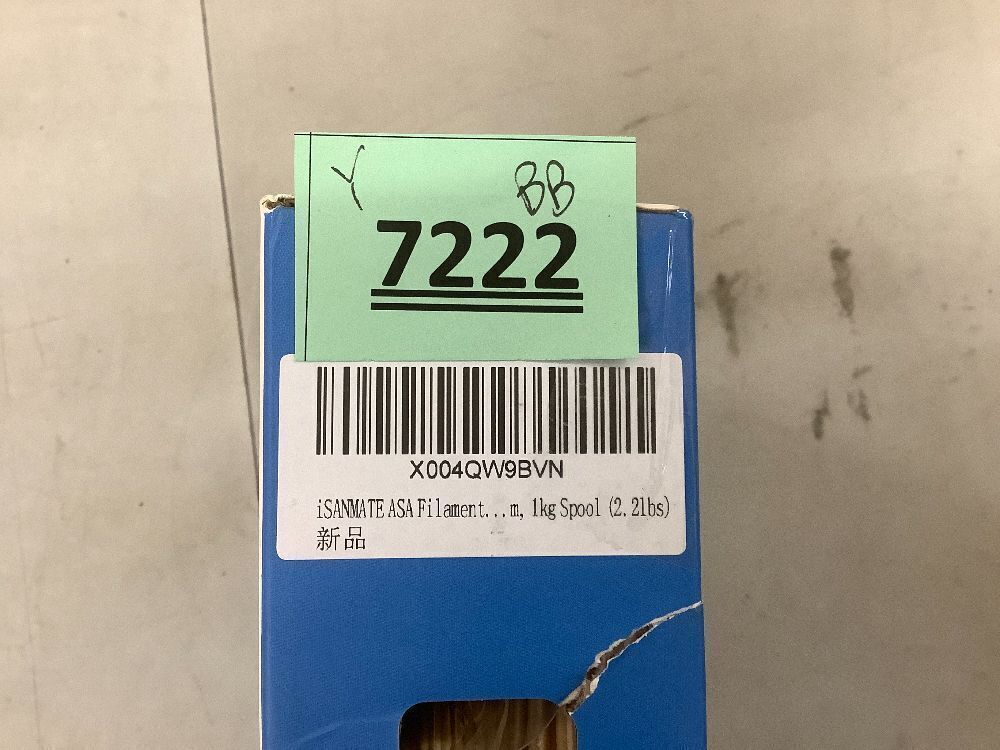 Y BB
7222
X004QW9BVN
iSANMATE ASA Filament...m, 1kg Spool (2.2lbs)
新品